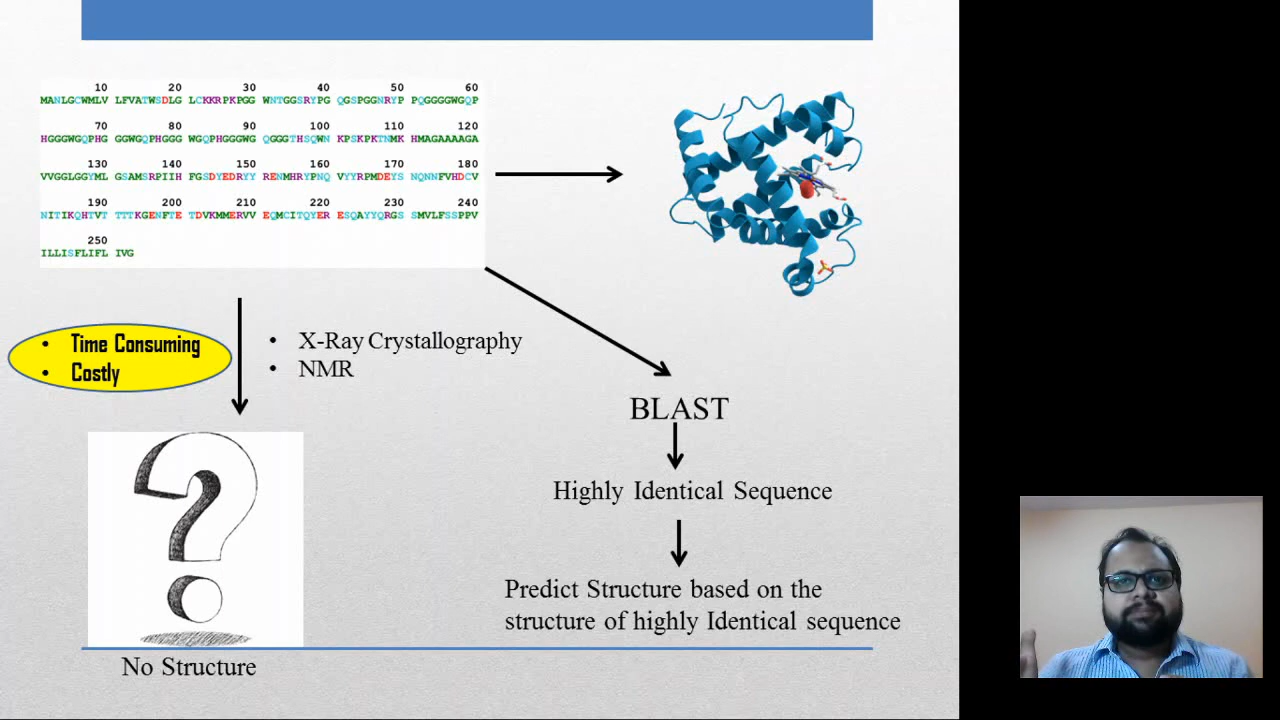 10 20 30 40 50 60
MANLGCWMLV LFVATWSDLG LCKKRPKPGG WNTGGSRYPG QGSPGGNRYP PQGGGGWGQP
70 80 90 100 110 120
HGGGWGQPHG GGWGQPHGGG WGQPHGGGWG QGGGTHSQWN KPSKPKTNMK HMAGAAAAGA
130 140 150 160 170 180
VVGGLGGYML GSAMSRPIIH FGSDYEDRYY RENMHRYPNQ VYYRPMDEYS NQNNFVHDCV
190 200 210 220 230 240
NITIKQHTVT TTTKGENFTE TDVKMMERVV EQMCITQYER ESQAYYQRGS SMVLFSSPPV
250
ILLISFLIFL IVG
• Time Consuming
• Costly
• X-Ray Crystallography
• NMR
BLAST
Highly Identical Sequence
Predict Structure based on the
structure of highly Identical sequence
No Structure